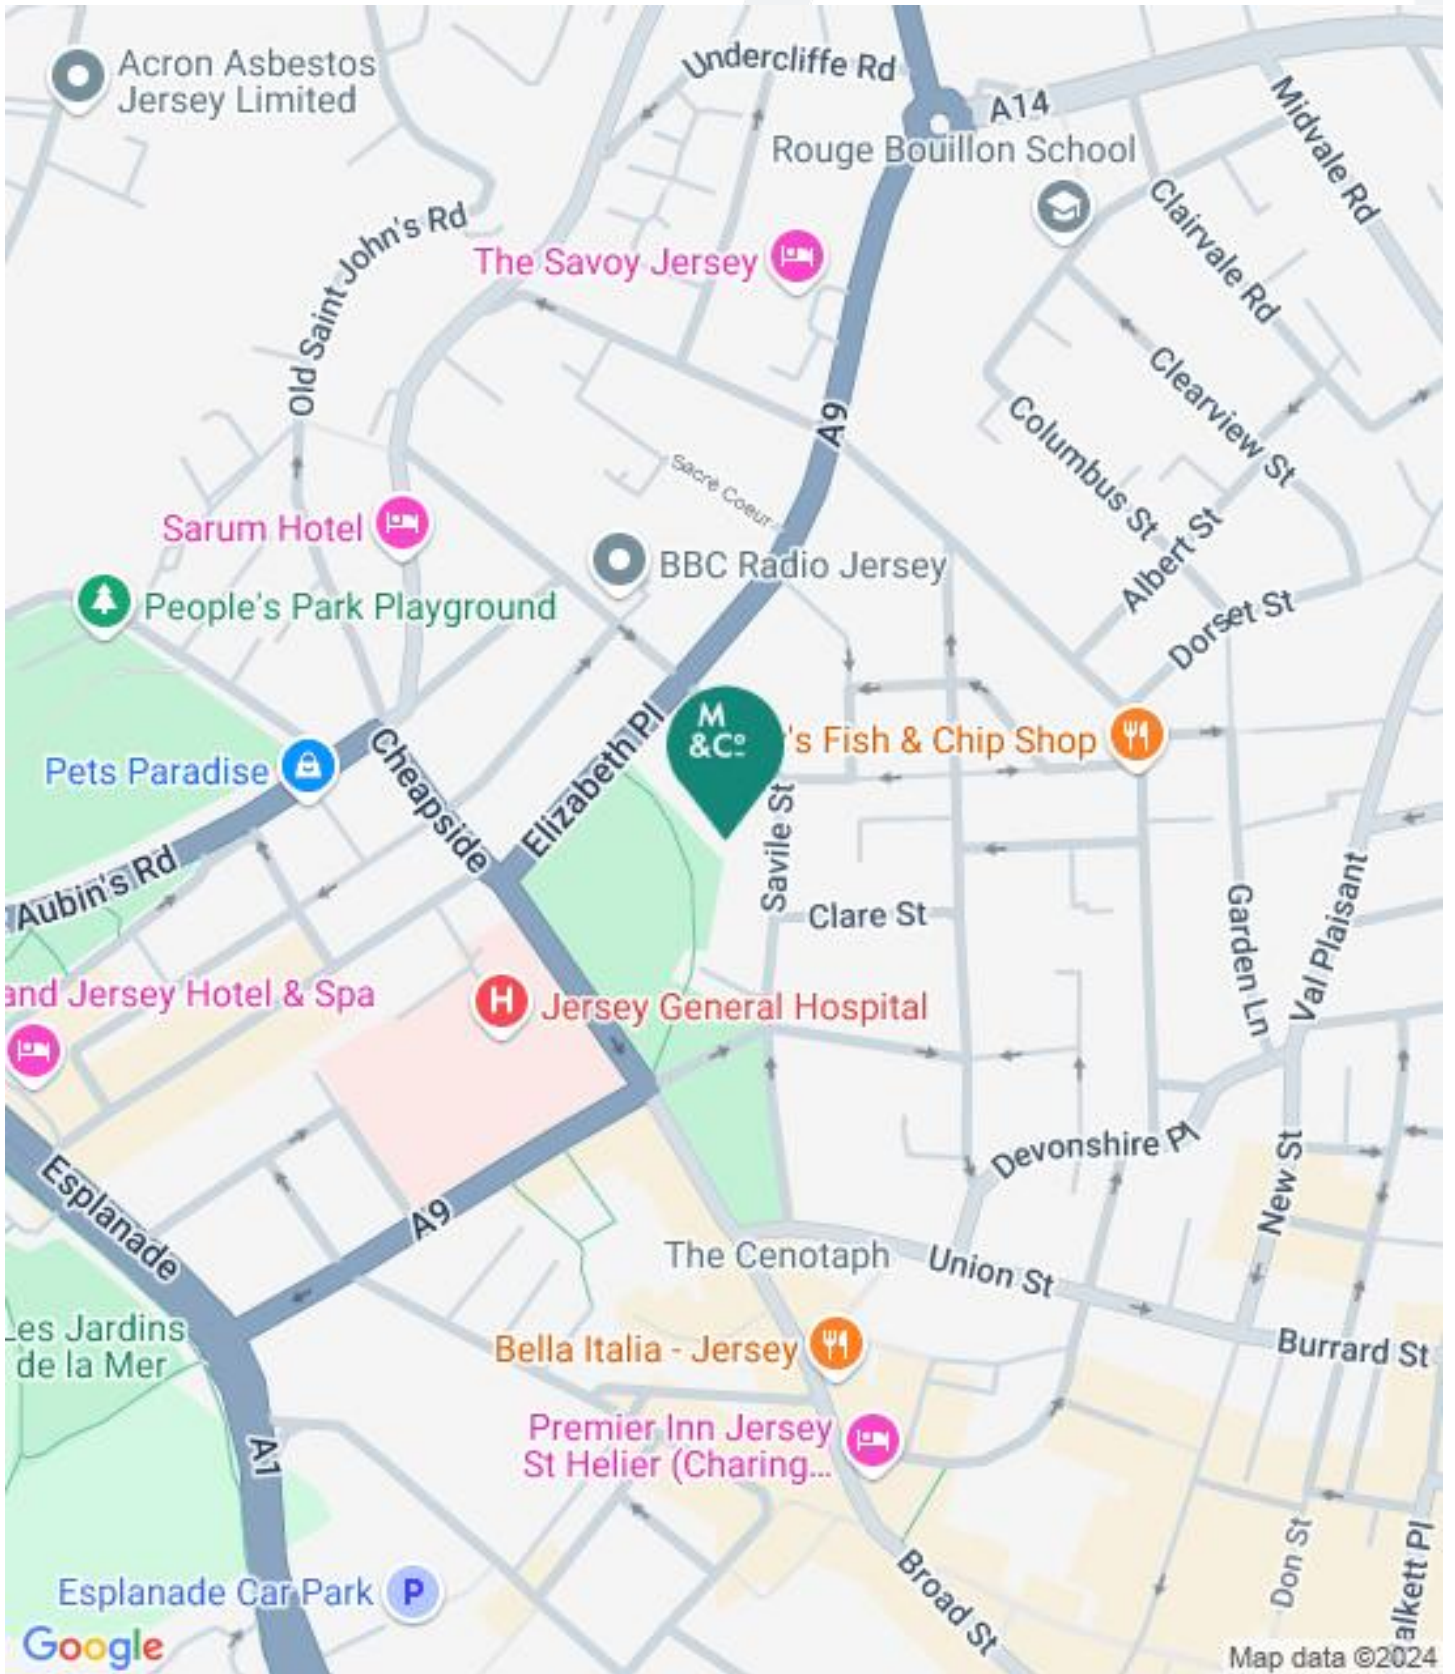 Acron Asbestos
Jersey Limited
Undercliffe Rd
A14
Rouge Bouillon School
Midvale Rd
Clairvale Rd
Old Saint John's Rd
The Savoy Jersey
A9
Clearview St
Columbus St
Sacré Coeur
Sarum Hotel
BBC Radio Jersey
Albert St
Dorset St
People's Park Playground
M
&Co
's Fish & Chip Shop
Pets Paradise
Cheapside
Elizabeth Pl
Savile St
Aubin's Rd
Clare St
Garden Ln
Val Plaisant
and Jersey Hotel & Spa
H
Jersey General Hospital
Devonshire Pl
Esplanade
A9
New St
The Cenotaph
Union St
Les Jardins
de la Mer
Bella Italia - Jersey
Burrard St
Premier Inn Jersey
St Helier (Charing...
A1
Don St
alkett Pl
Esplanade Car Park
P
Broad St
Google
Map data ©2024